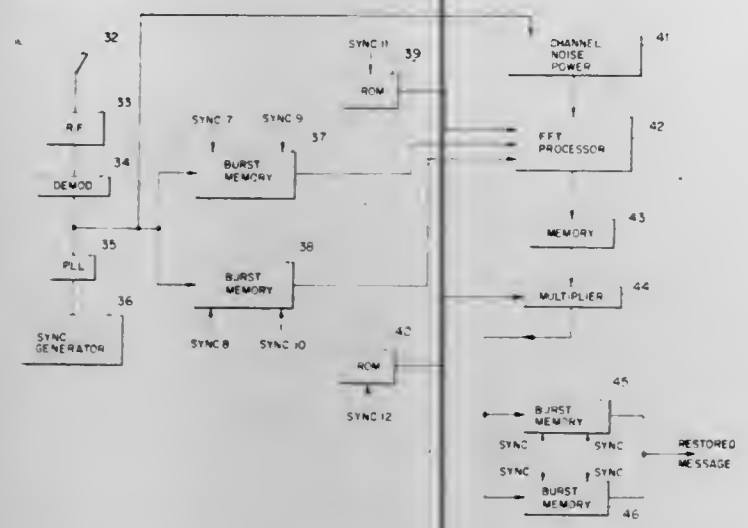 32
33
R.F
34
DEMOD
35
PLL
36
SYNC
GENERATOR
SYNC 7
SYNC 9
37
BURST
MEMORY
38
BURST
MEMORY
SYNC 8
SYNC 10
SYNC 11
39
ROM
40
ROM
SYNC 12
41
CHANNEL
NOISE
POWER
42
F.F.T
PROCESSOR
43
MEMORY
44
MULTIPLIER
45
BURST
MEMORY
SYNC
SYNC
RESTORED
MESSAGE
SYNC
SYNC
BURST
MEMORY
46